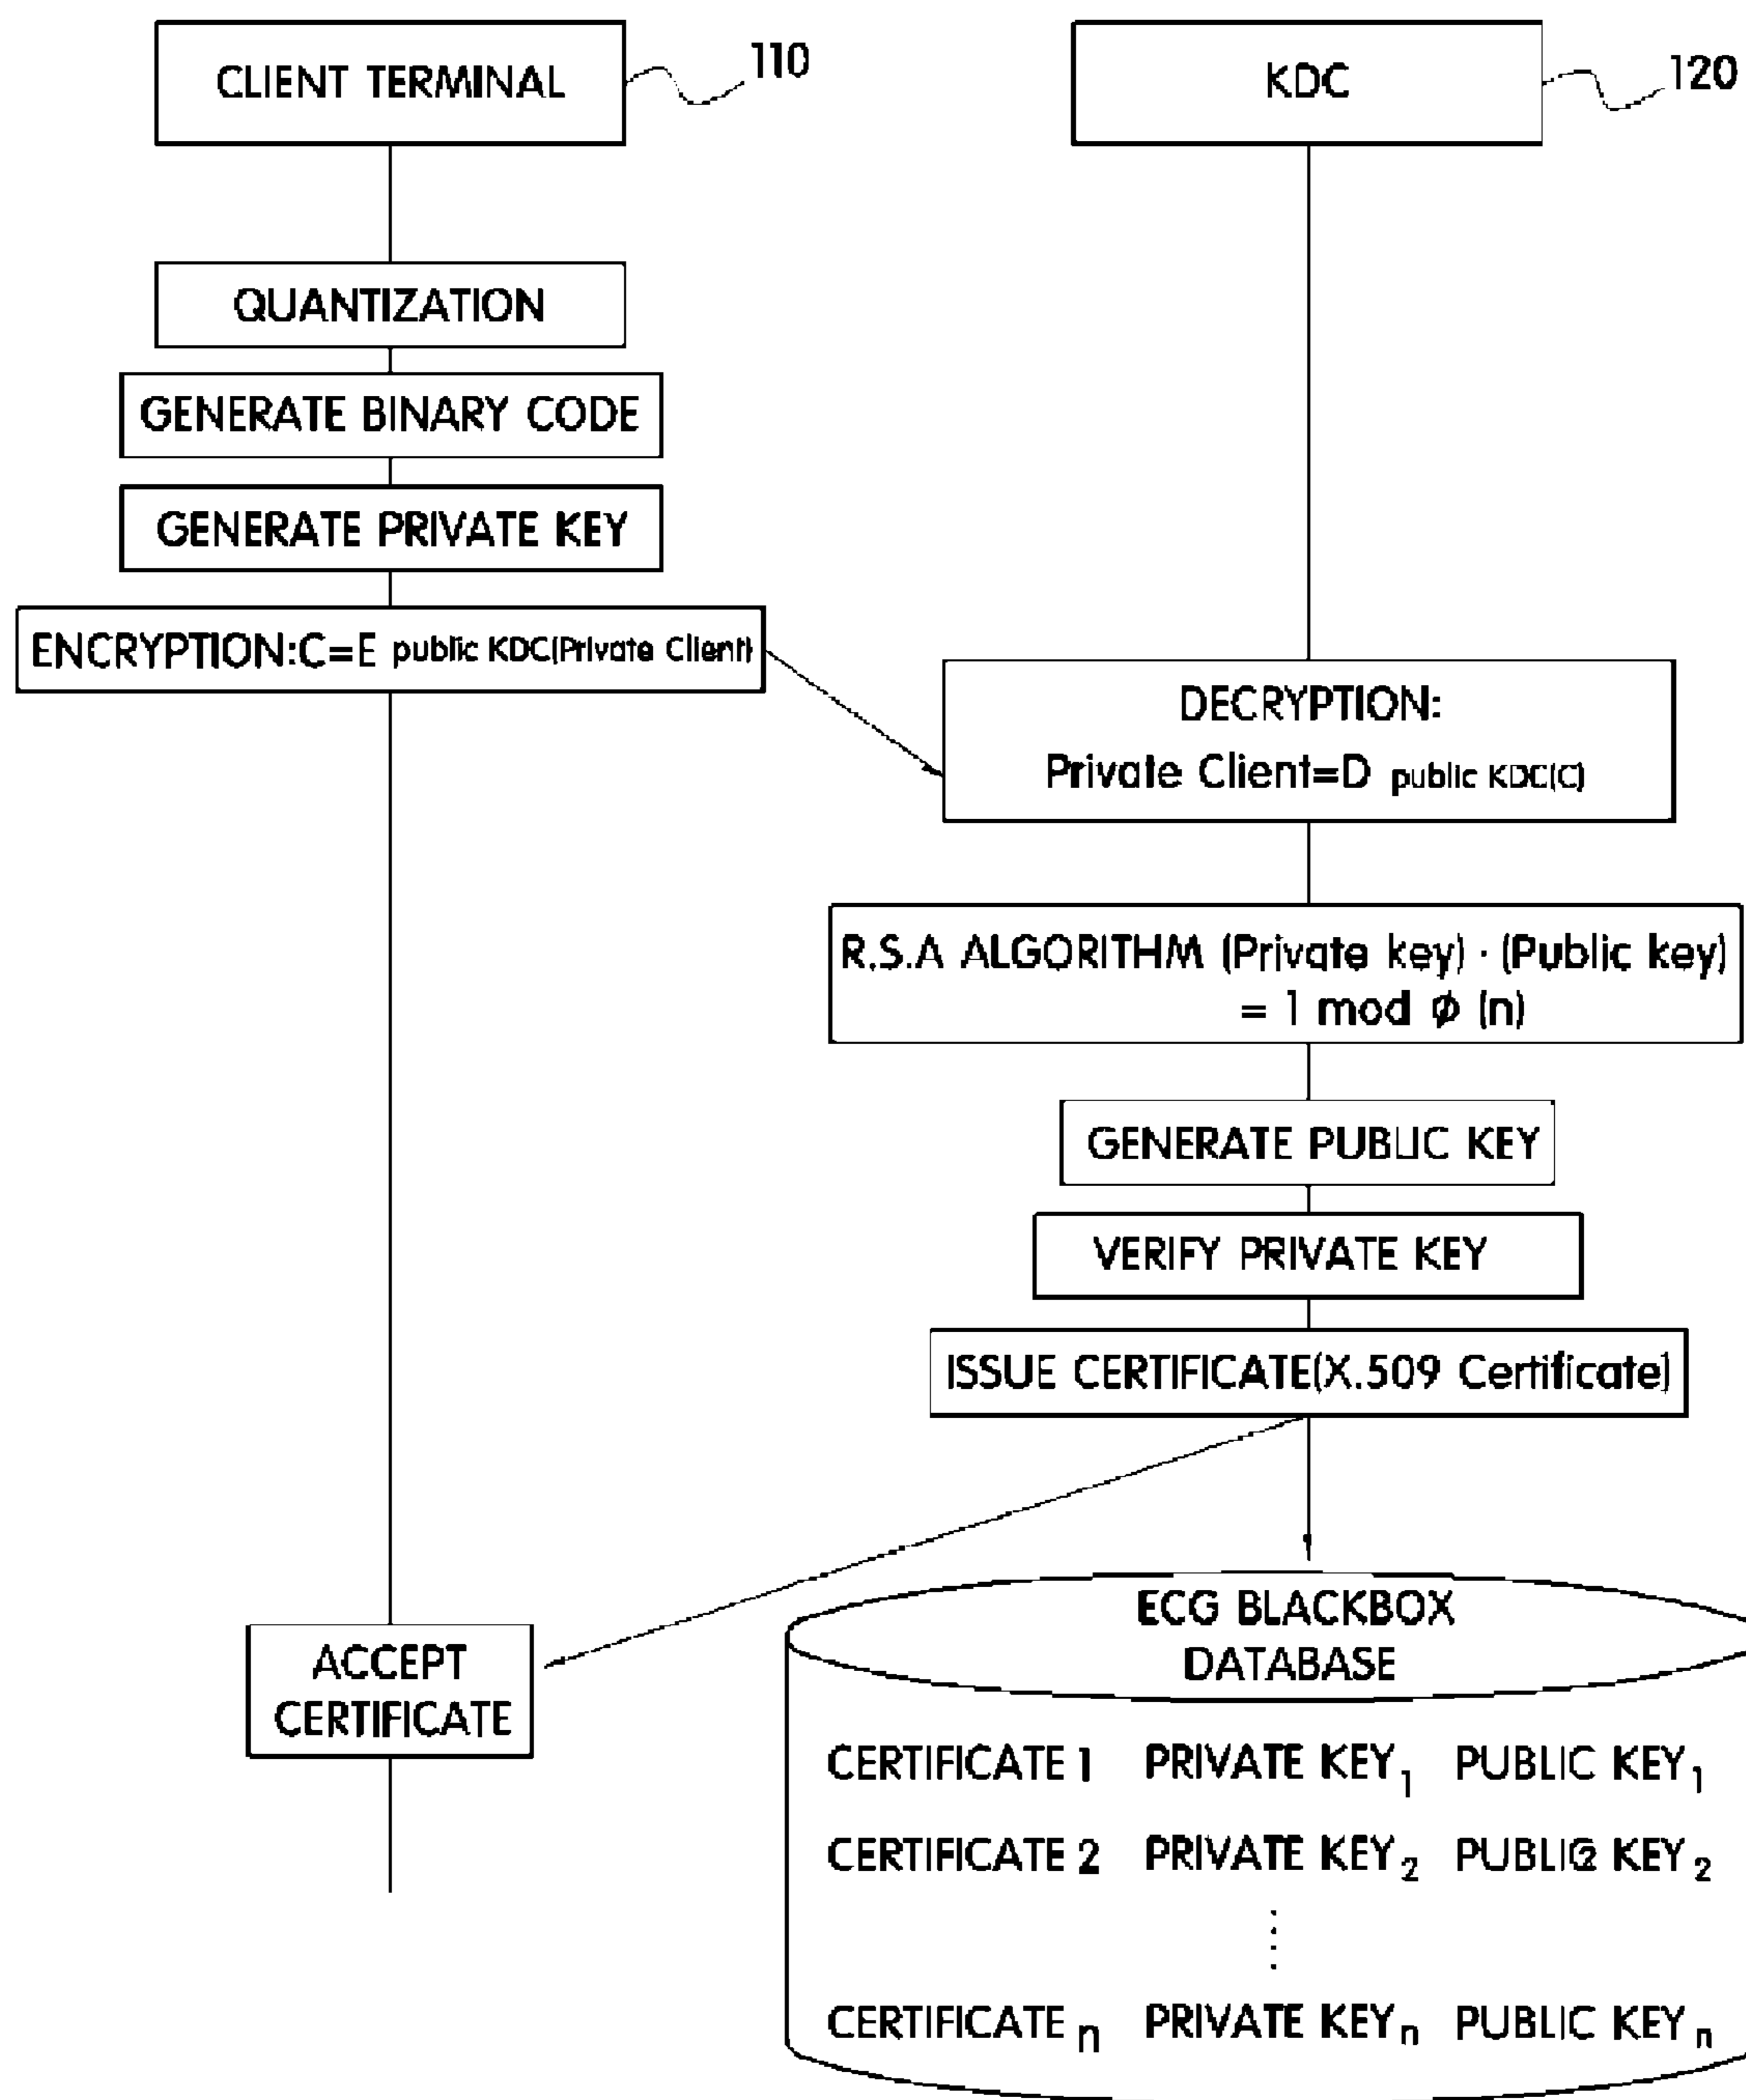 CLIENT TERMINAL
110
KDC
120
QUANTIZATION
GENERATE BINARY CODE
GENERATE PRIVATE KEY
ENCRYPTION:C=E public KDC(Private Client)
DECRYPTION:
Private Client=D public KDC(C)
R.S.A ALGORITHM (Private key) · (Public key)
= 1 mod ϕ (n)
GENERATE PUBLIC KEY
VERIFY PRIVATE KEY
ISSUE CERTIFICATE(X.509 Certificate)
ACCEPT
CERTIFICATE
ECG BLACKBOX
DATABASE
CERTIFICATE 1 PRIVATE KEY1 PUBLIC KEY1
CERTIFICATE 2 PRIVATE KEY2 PUBLIC KEY2
CERTIFICATE n PRIVATE KEYn PUBLIC KEYn